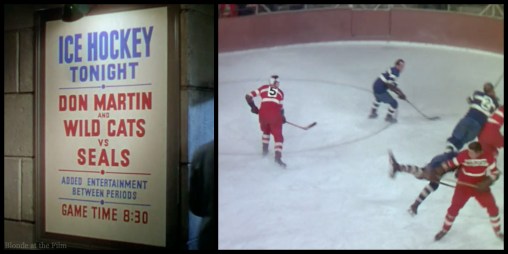 ICE HOCKEY
TONIGHT
DON MARTIN
AND
WILD CATS
VS
SEALS
ADDED ENTERTAINMENT
BETWEEN PERIODS
GAME TIME 8:30
5
Blonde at the Film